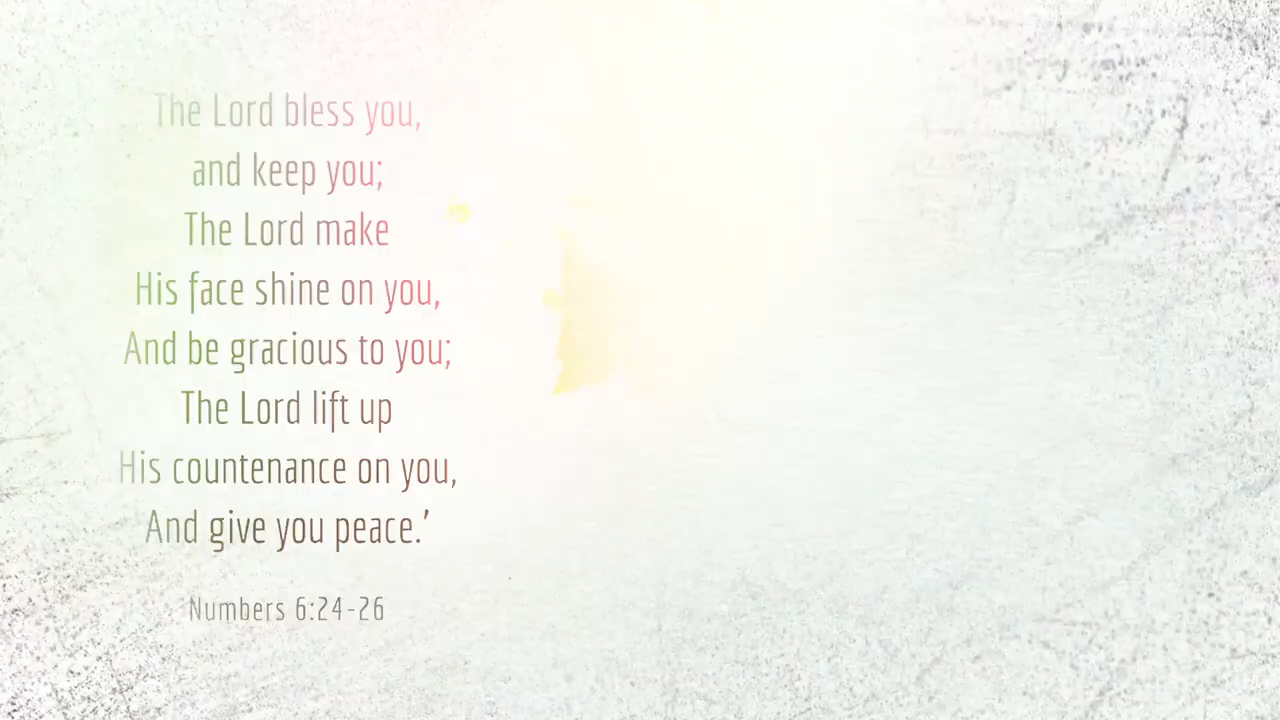 The Lord bless you,
and keep you;
The Lord make
His face shine on you,
And be gracious to you;
The Lord lift up
His countenance on you,
And give you peace.’
Numbers 6:24-26